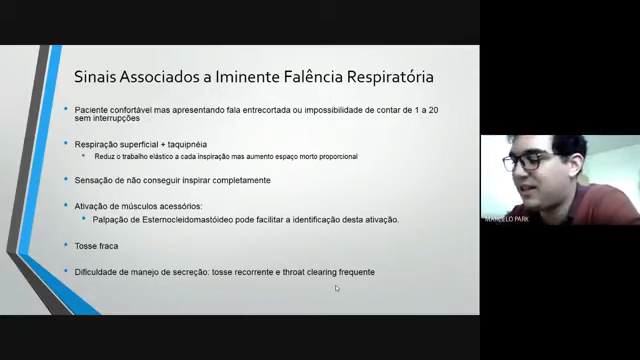 Sinais Associados a Iminente Falência Respiratória
Paciente confortável mas apresentando fala entrecortada ou impossibilidade de contar de 1 a 20
sem interrupções
Respiração superficial + taquipnéia
Reduz o trabalho elástico a cada inspiração mas aumento espaço morto proporcional
Sensação de não conseguir inspirar completamente
Ativação de músculos acessórios:
Palpação de Esternocleidomastóideo pode facilitar a identificação desta ativação.
Tosse fraca
Dificuldade de manejo de secreção: tosse recorrente e throat clearing frequente
MARCELO PARK